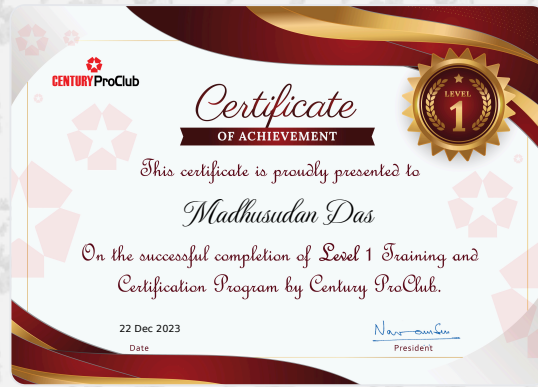 CENTURY ProClub
LEVEL
1
Certificate
OF ACHIEVEMENT
This certificate is proudly presented to
Madhusudan Das
On the successful completion of Level 1 Training and
Certification Program by Century ProClub.
22 Dec 2023
Date
President